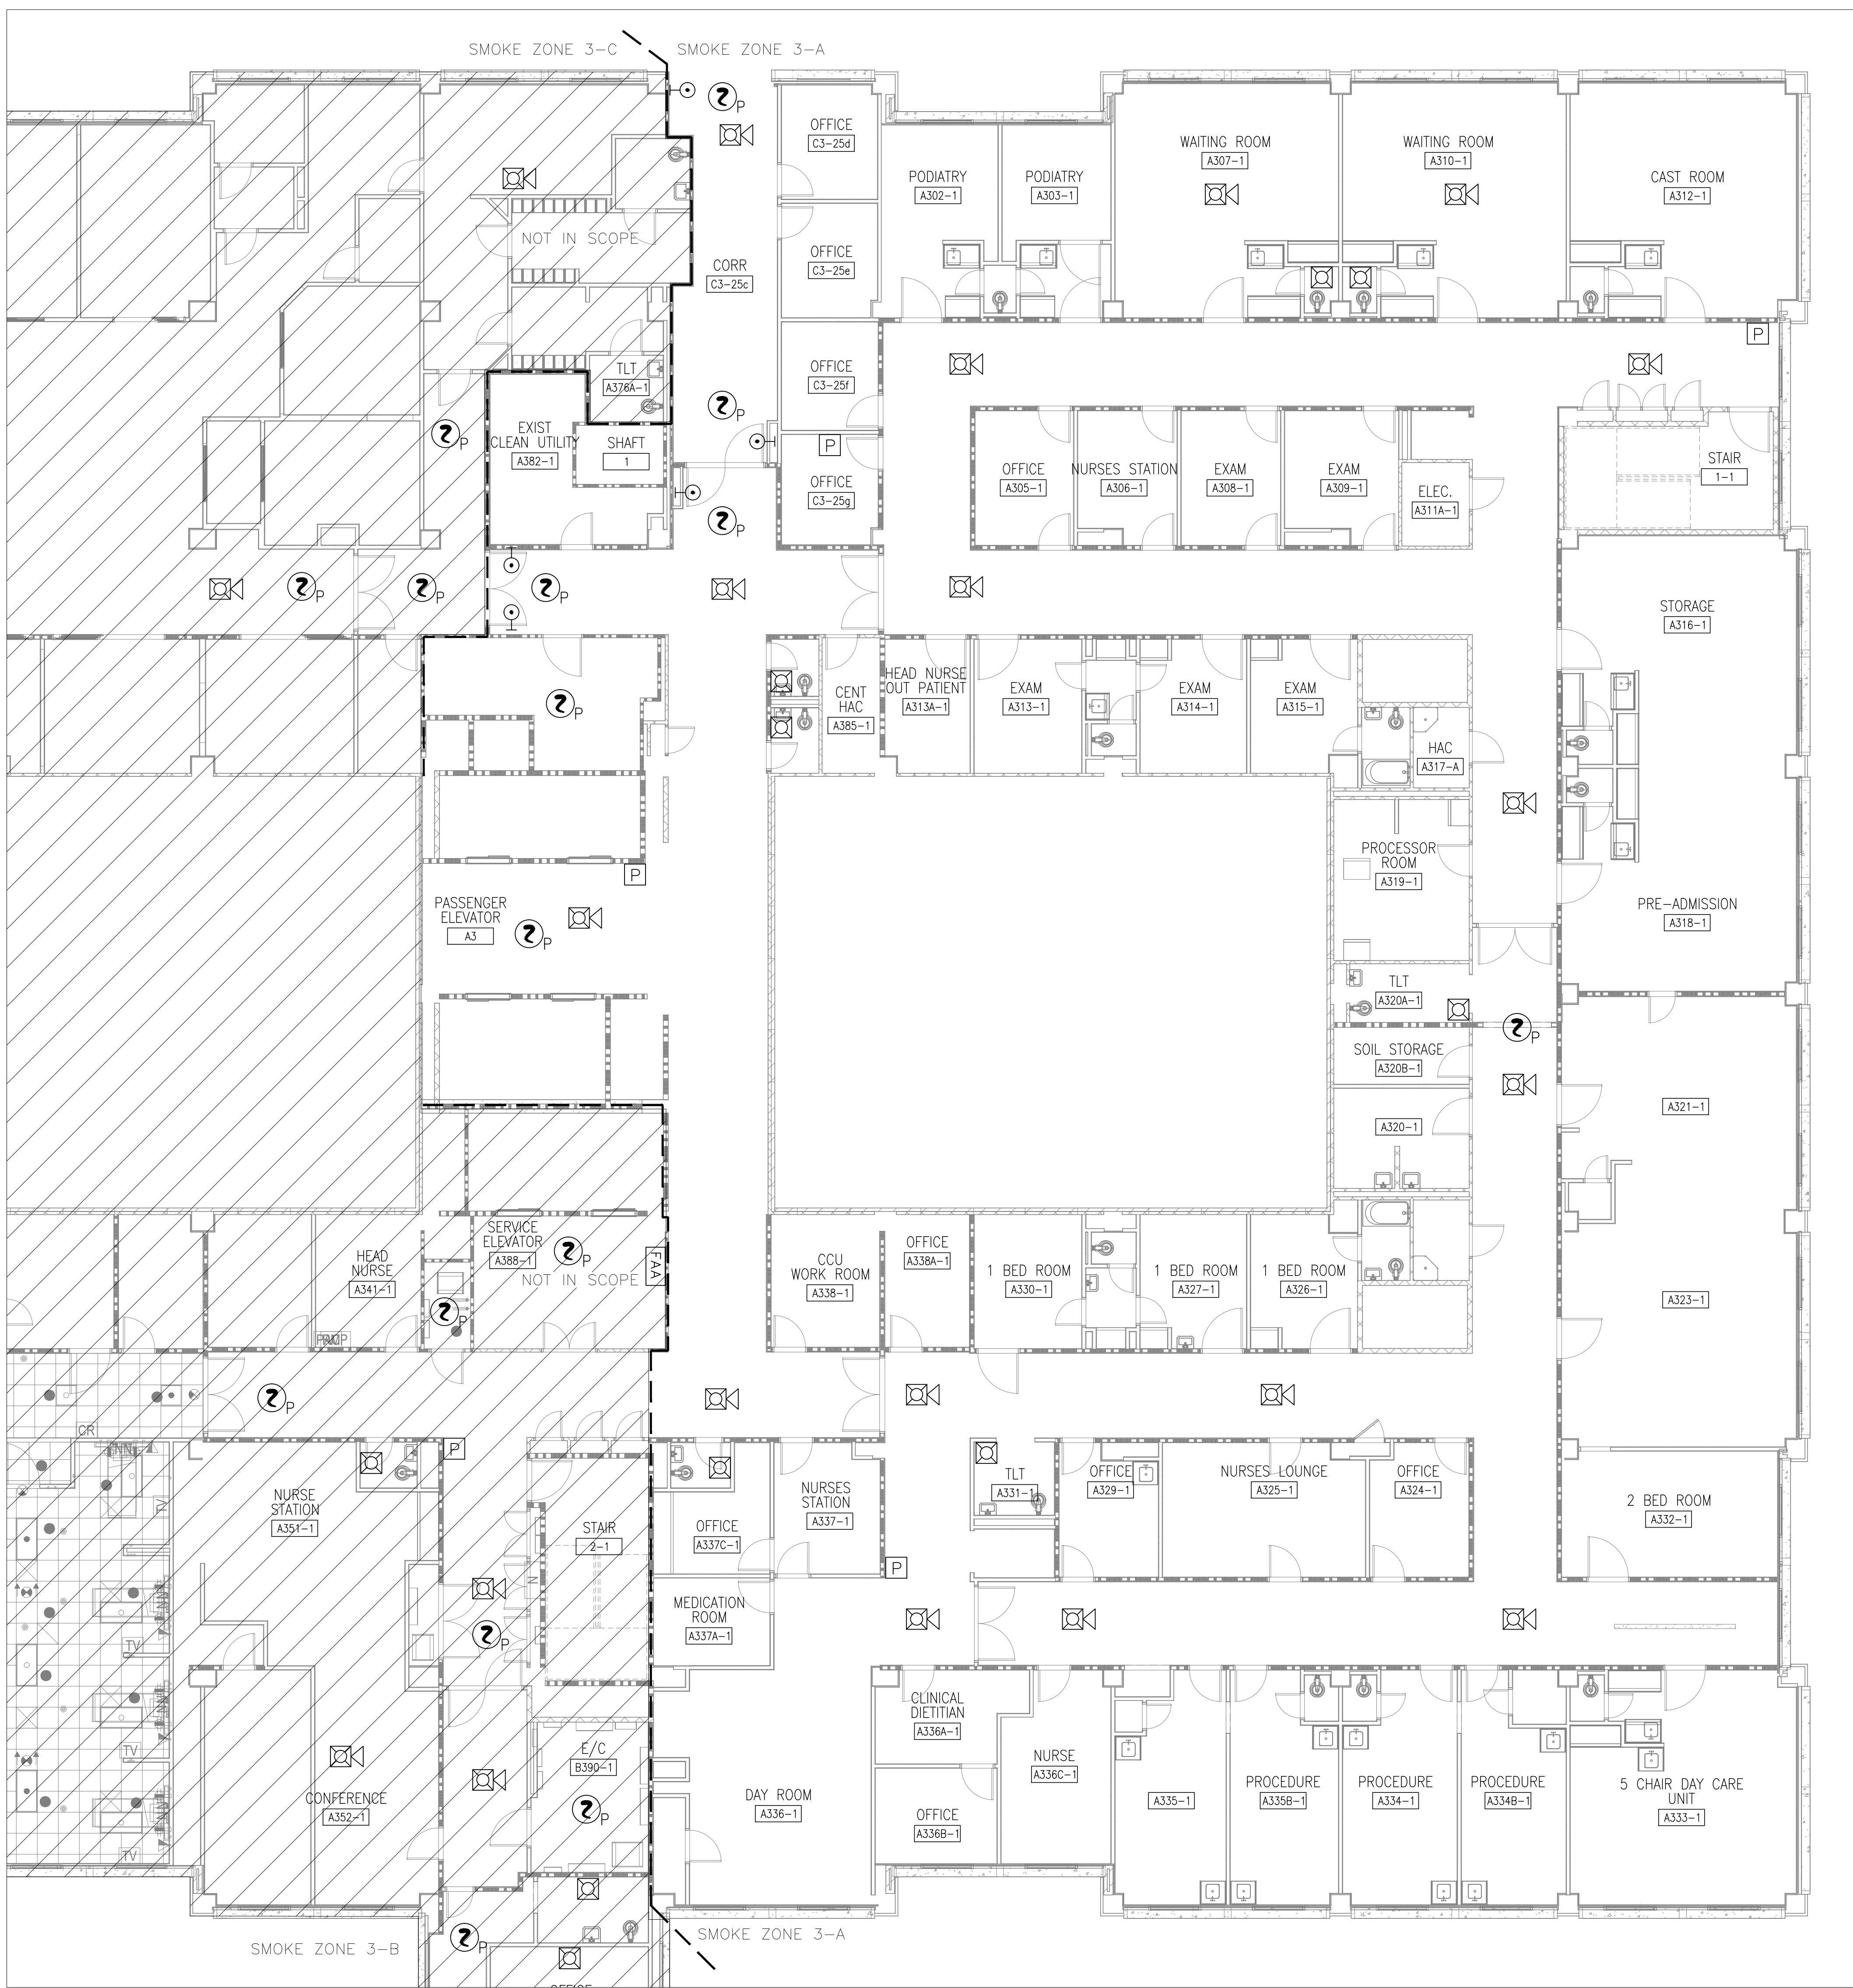 SMOKE ZONE 3-C
SMOKE ZONE 3-A
OFFICE
C3-25d
WAITING ROOM
A307-1
WAITING ROOM
A310-1
PODIATRY
A302-1
PODIATRY
A303-1
CAST ROOM
A312-1
NOT IN SCOPE
OFFICE
C3-25e
CORR
C3-25c
P
P
TLT
A376A-1
OFFICE
C3-25f
P
P
P
EXIST
CLEAN UTILITY
A382-1
SHAFT
1
P
OFFICE
C3-25g
OFFICE
A305-1
NURSES STATION
A306-1
EXAM
A308-1
EXAM
A309-1
ELEC.
A311A-1
STAIR
1-1
P
P
P
P
STORAGE
A316-1
CENT
HAC
A385-1
HEAD NURSE
OUT PATIENT
A313A-1
EXAM
A313-1
EXAM
A314-1
EXAM
A315-1
P
HAC
A317-A
PROCESSOR
ROOM
A319-1
P
PASSENGER
ELEVATOR
A3
P
PRE-ADMISSION
A318-1
TLT
A320A-1
P
SOIL STORAGE
A320B-1
A321-1
A320-1
SERVICE
ELEVATOR
A388-1
P
NOT IN SCOPE
FAA
HEAD
NURSE
A341-1
P
CCU
WORK ROOM
A338-1
OFFICE
A338A-1
1 BED ROOM
A330-1
1 BED ROOM
A327-1
1 BED ROOM
A326-1
A323-1
P
CR
P
TV
NURSE
STATION
A351-1
STAIR
2-1
OFFICE
A337C-1
NURSES
STATION
A337-1
TLT
A331-1
OFFICE
A329-1
NURSES LOUNGE
A325-1
OFFICE
A324-1
2 BED ROOM
A332-1
P
N
MEDICATION
ROOM
A337A-1
P
TV
CLINICAL
DIETITIAN
A336A-1
TV
E/C
B390-1
P
NURSE
A336C-1
CONFERENCE
A352-1
DAY ROOM
A336-1
OFFICE
A336B-1
A335-1
PROCEDURE
A335B-1
PROCEDURE
A334-1
PROCEDURE
A334B-1
5 CHAIR DAY CARE
UNIT
A333-1
TV
P
SMOKE ZONE 3-B
SMOKE ZONE 3-A